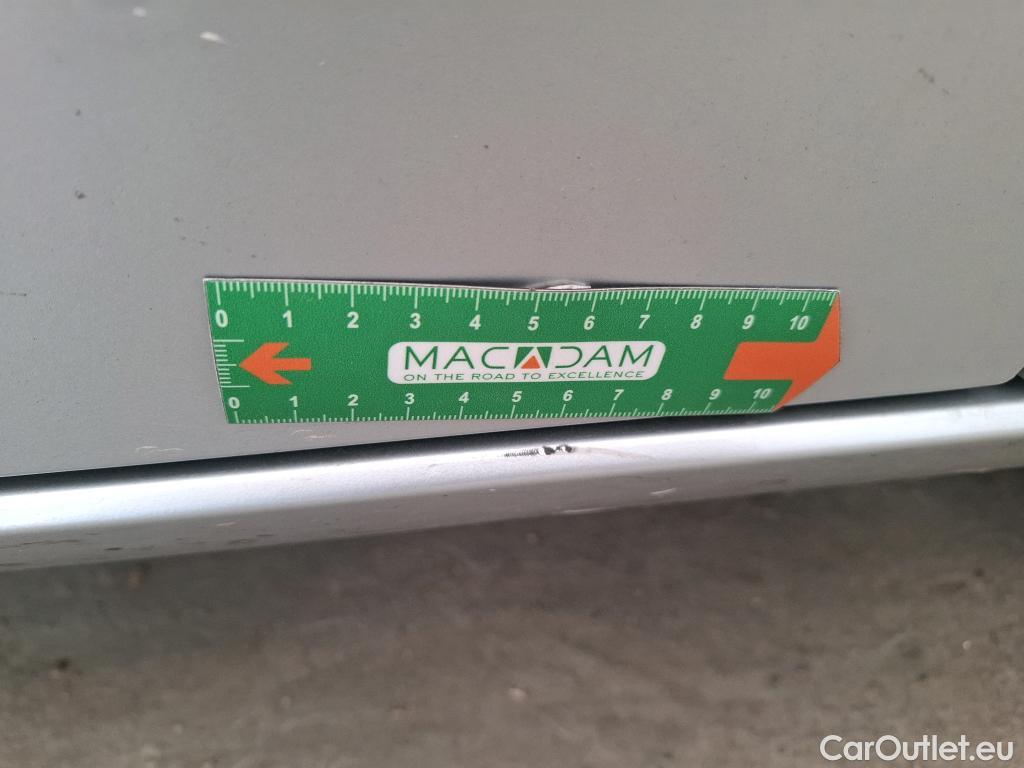 0 1 2 3 4 5 6 7 8 9 10
MACADAM
ON THE ROAD TO EXCELLENCE
0 1 2 3 4 5 6 7 8 9 10
CarOutlet.eu